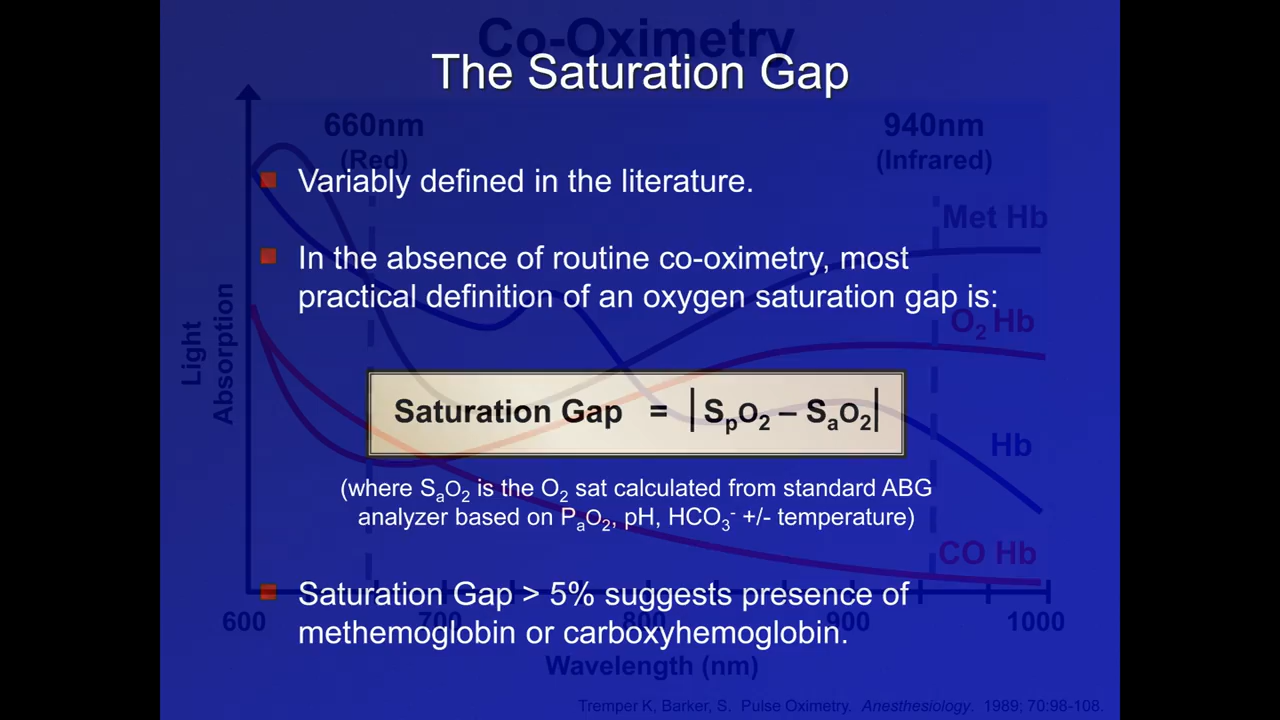 Co-Oximetry
The Saturation Gap
660nm
(Red)
940nm
(Infrared)
Variably defined in the literature.
Met Hb
In the absence of routine co-oximetry, most
practical definition of an oxygen saturation gap is:
O2 Hb
Light
Absorption
Saturation Gap = | SpO2 – SaO2|
Hb
(where SaO2 is the O2 sat calculated from standard ABG
analyzer based on PaO2, pH, HCO3- +/- temperature)
CO Hb
Saturation Gap > 5% suggests presence of
methemoglobin or carboxyhemoglobin.
600 700 800 900 1000
Wavelength (nm)
Tremper K, Barker, S. Pulse Oximetry. Anesthesiology. 1989; 70:98-108.